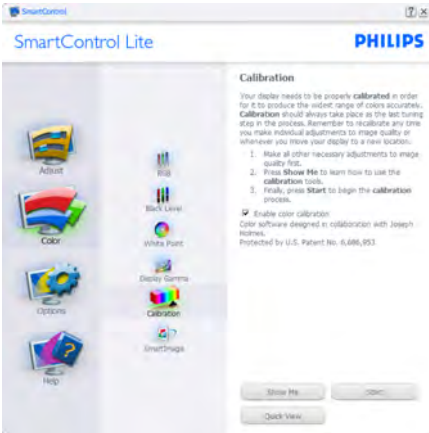 SmartControl
SmartControl Lite
PHILIPS
Adjust
Color
Options
Help
RGB
Black Level
White Point
Display Gamma
Calibration
SmartImage
Calibration
Your display needs to be properly calibrated in order
for it to produce the widest range of colors accurately.
Calibration should always take place as the last tuning
step in the process. Remember to recalibrate any time
you make individual adjustments to image quality or
whenever you move your display to a new location.
1. Make all other necessary adjustments to image
quality first.
2. Press Show Me to learn how to use the
calibration tools.
3. Finally, press Start to begin the calibration
process.
Enable color calibration
Color software designed in collaboration with Joseph
Holmes.
Protected by U.S. Patent No. 6,686,953
Show Me
Start
Quick View